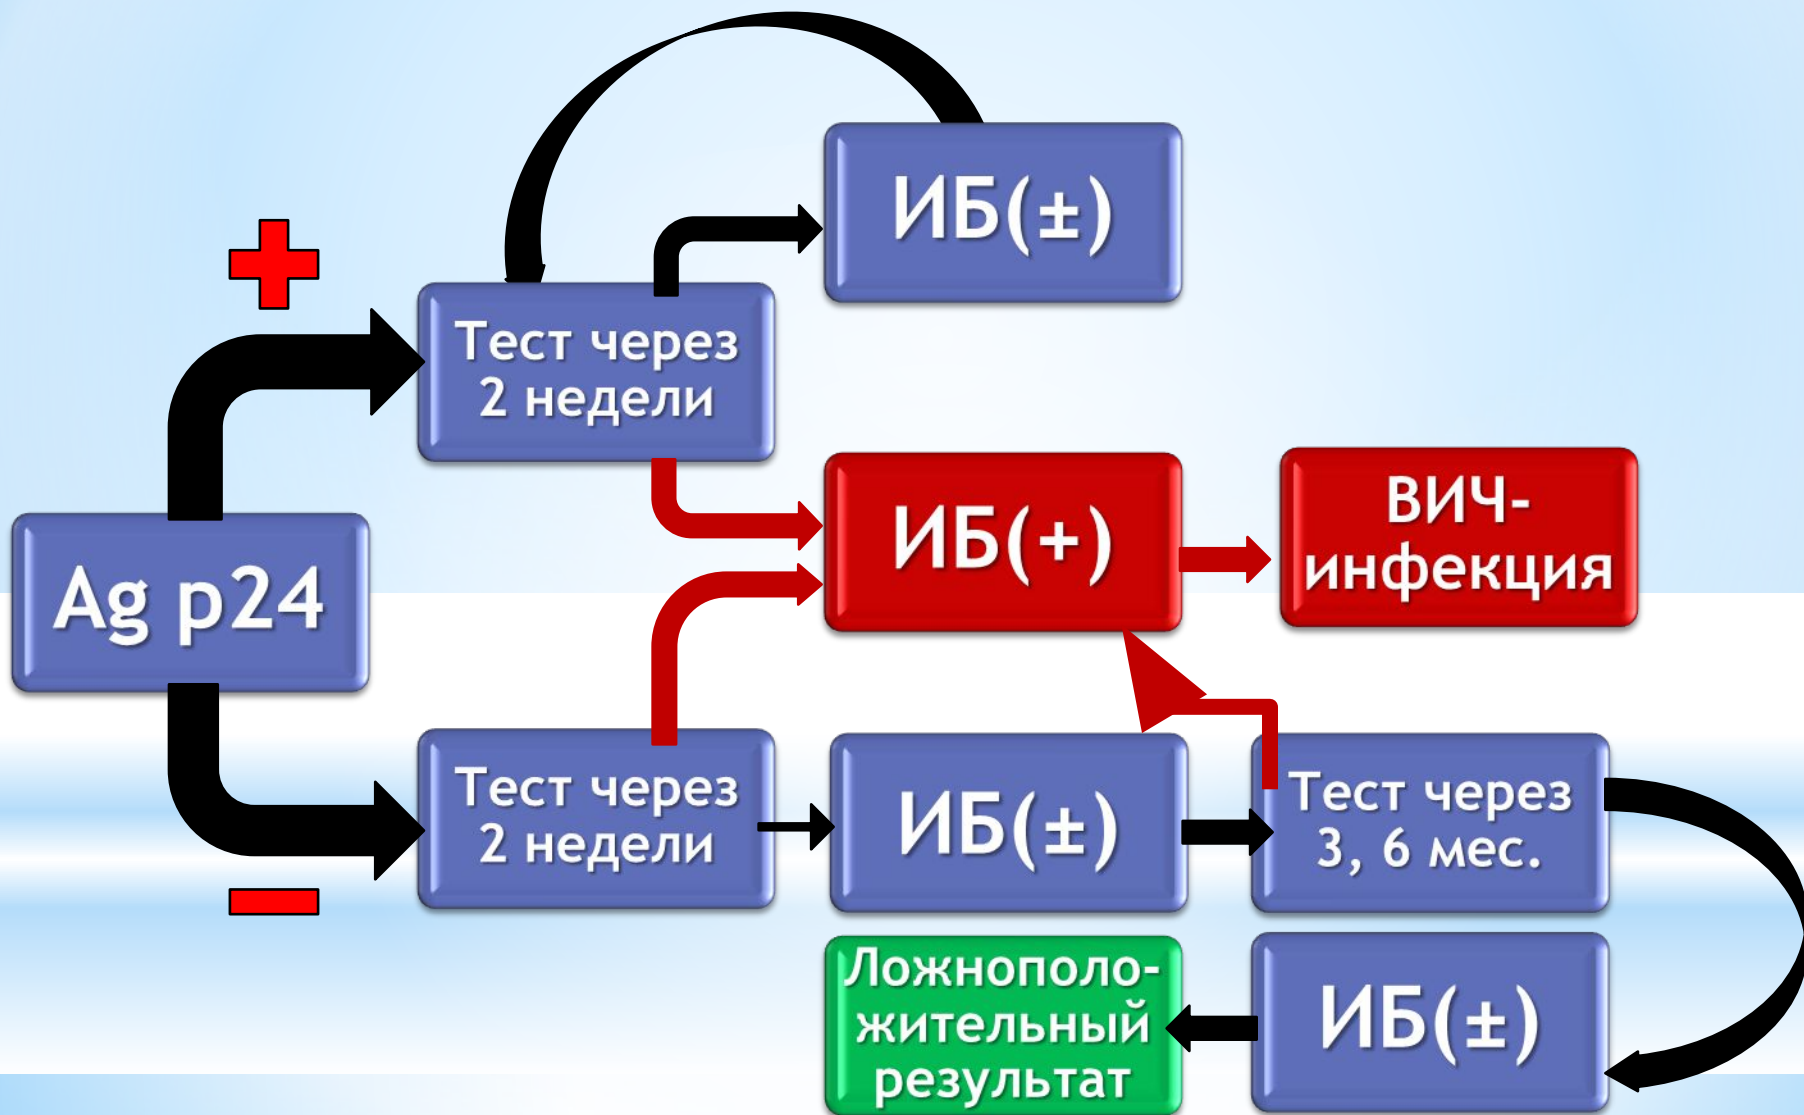 ИБ(±)
Тест через
2 недели
ИБ(+)
ВИЧ-
инфекция
Ag p24
Тест через
2 недели
ИБ(±)
Тест через
3, 6 мес.
Ложнополо-
жительный
результат
ИБ(±)